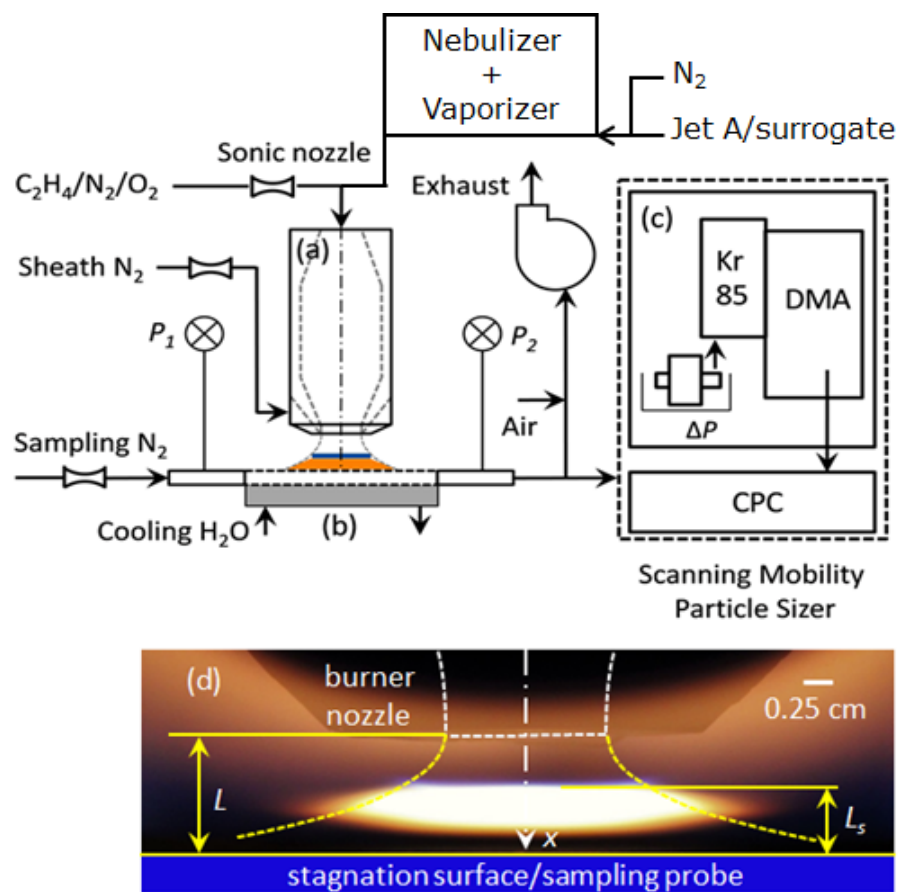 Nebulizer
+
Vaporizer
N₂
Jet A/surrogate
Sonic nozzle
C₂H₄/N₂/O₂
Exhaust
(a)
(c)
Sheath N₂
Kr
85
DMA
P₁
P₂
ΔP
Air
Sampling N₂
CPC
Cooling H₂O
(b)
Scanning Mobility
Particle Sizer
(d)
burner
nozzle
0.25 cm
L
Lₛ
x
stagnation surface/sampling probe